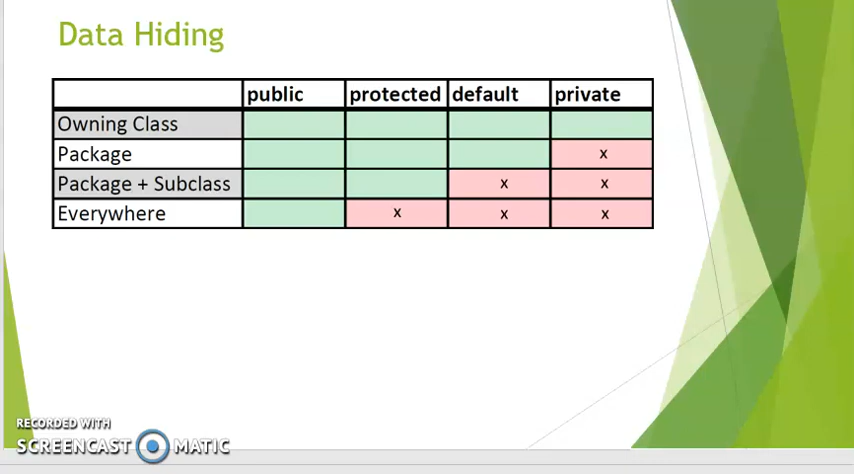 Data Hiding
public protected default private
Owning Class
Package x
Package + Subclass x x
Everywhere x x x
RECORDED WITH
SCREENCAST MATIC